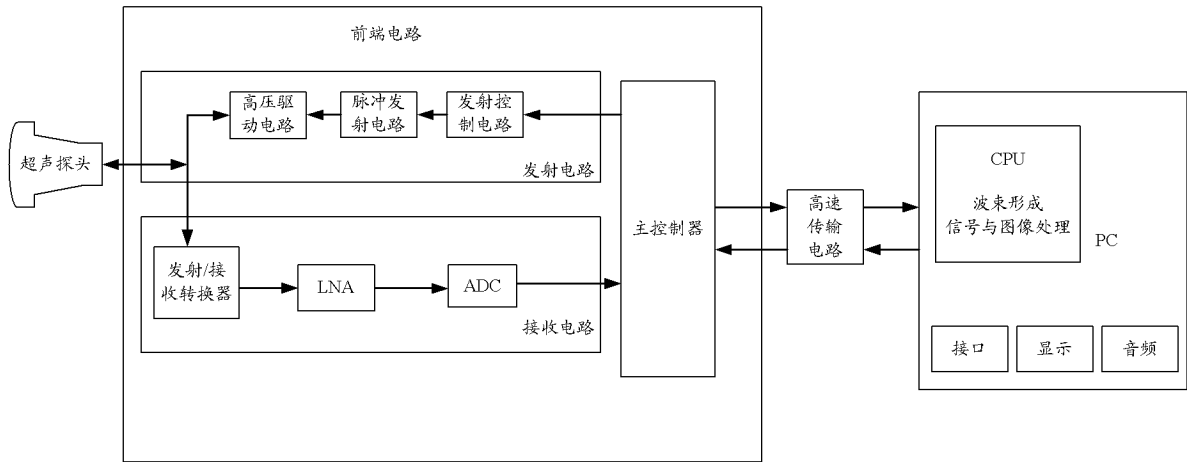 前端电路
高压驱
动电路
脉冲发
射电路
发射控
制电路
发射电路
超声探头
发射/接
收转换器
LNA
ADC
接收电路
主控制器
高速
传输
电路
CPU
波束形成
信号与图像处理
PC
接口
显示
音频